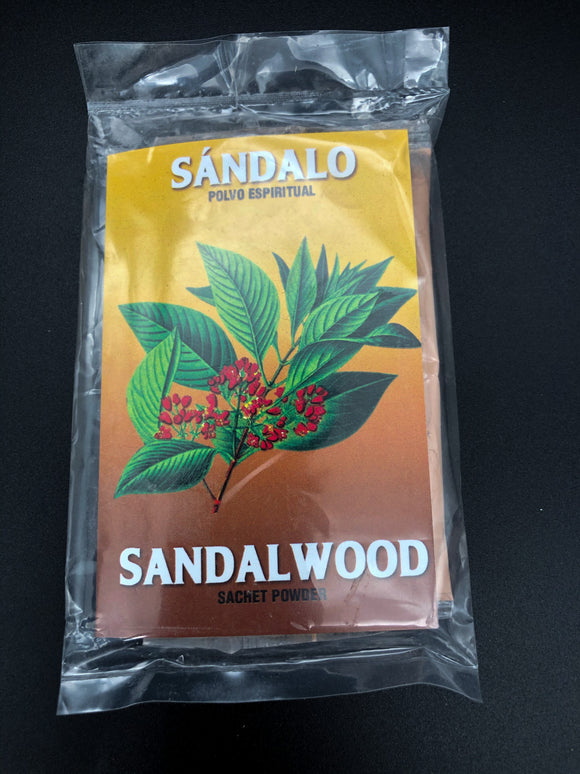 SÁNDALO
POLVO ESPIRITUAL
SANDALWOOD
SACHET POWDER